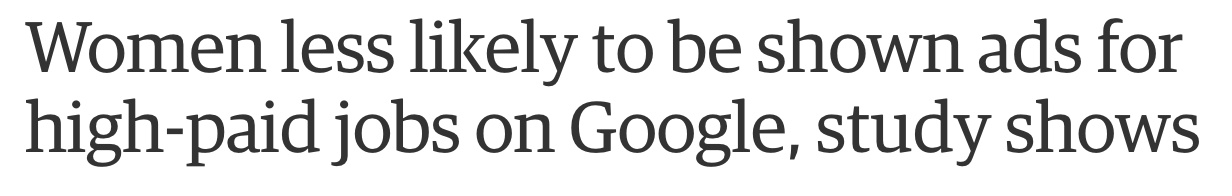 Women less likely to be shown ads for
high-paid jobs on Google, study shows